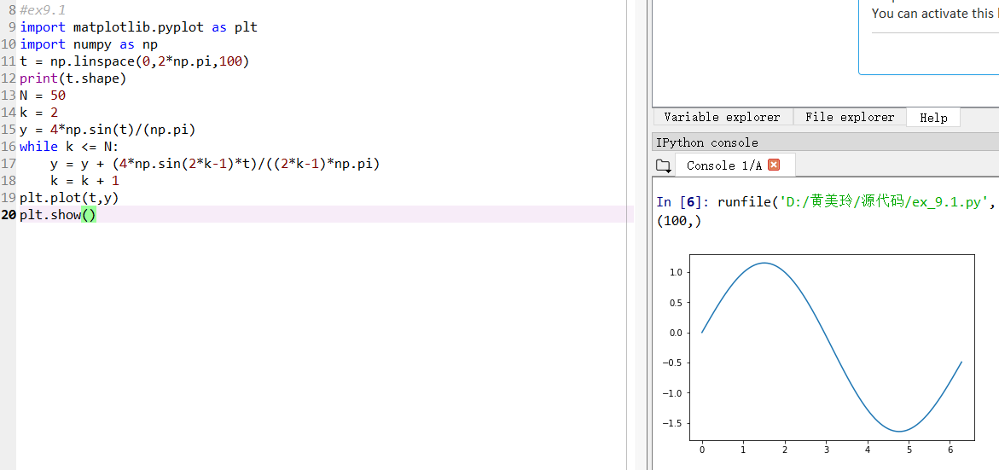 8 #ex9.1
9 import matplotlib.pyplot as plt
10 import numpy as np
11 t = np.linspace(0,2*np.pi,100)
12 print(t.shape)
13 N = 50
14 k = 2
15 y = 4*np.sin(t)/(np.pi)
16 while k <= N:
17     y = y + (4*np.sin(2*k-1)*t)/((2*k-1)*np.pi)
18     k = k + 1
19 plt.plot(t,y)
20 plt.show()
You can activate this
Variable explorer File explorer Help
IPython console
Console 1/A
In [6]: runfile('D:/黄美玲/源代码/ex_9.1.py',
(100,)
1.0
0.5
0.0
−0.5
−1.0
−1.5
0 1 2 3 4 5 6